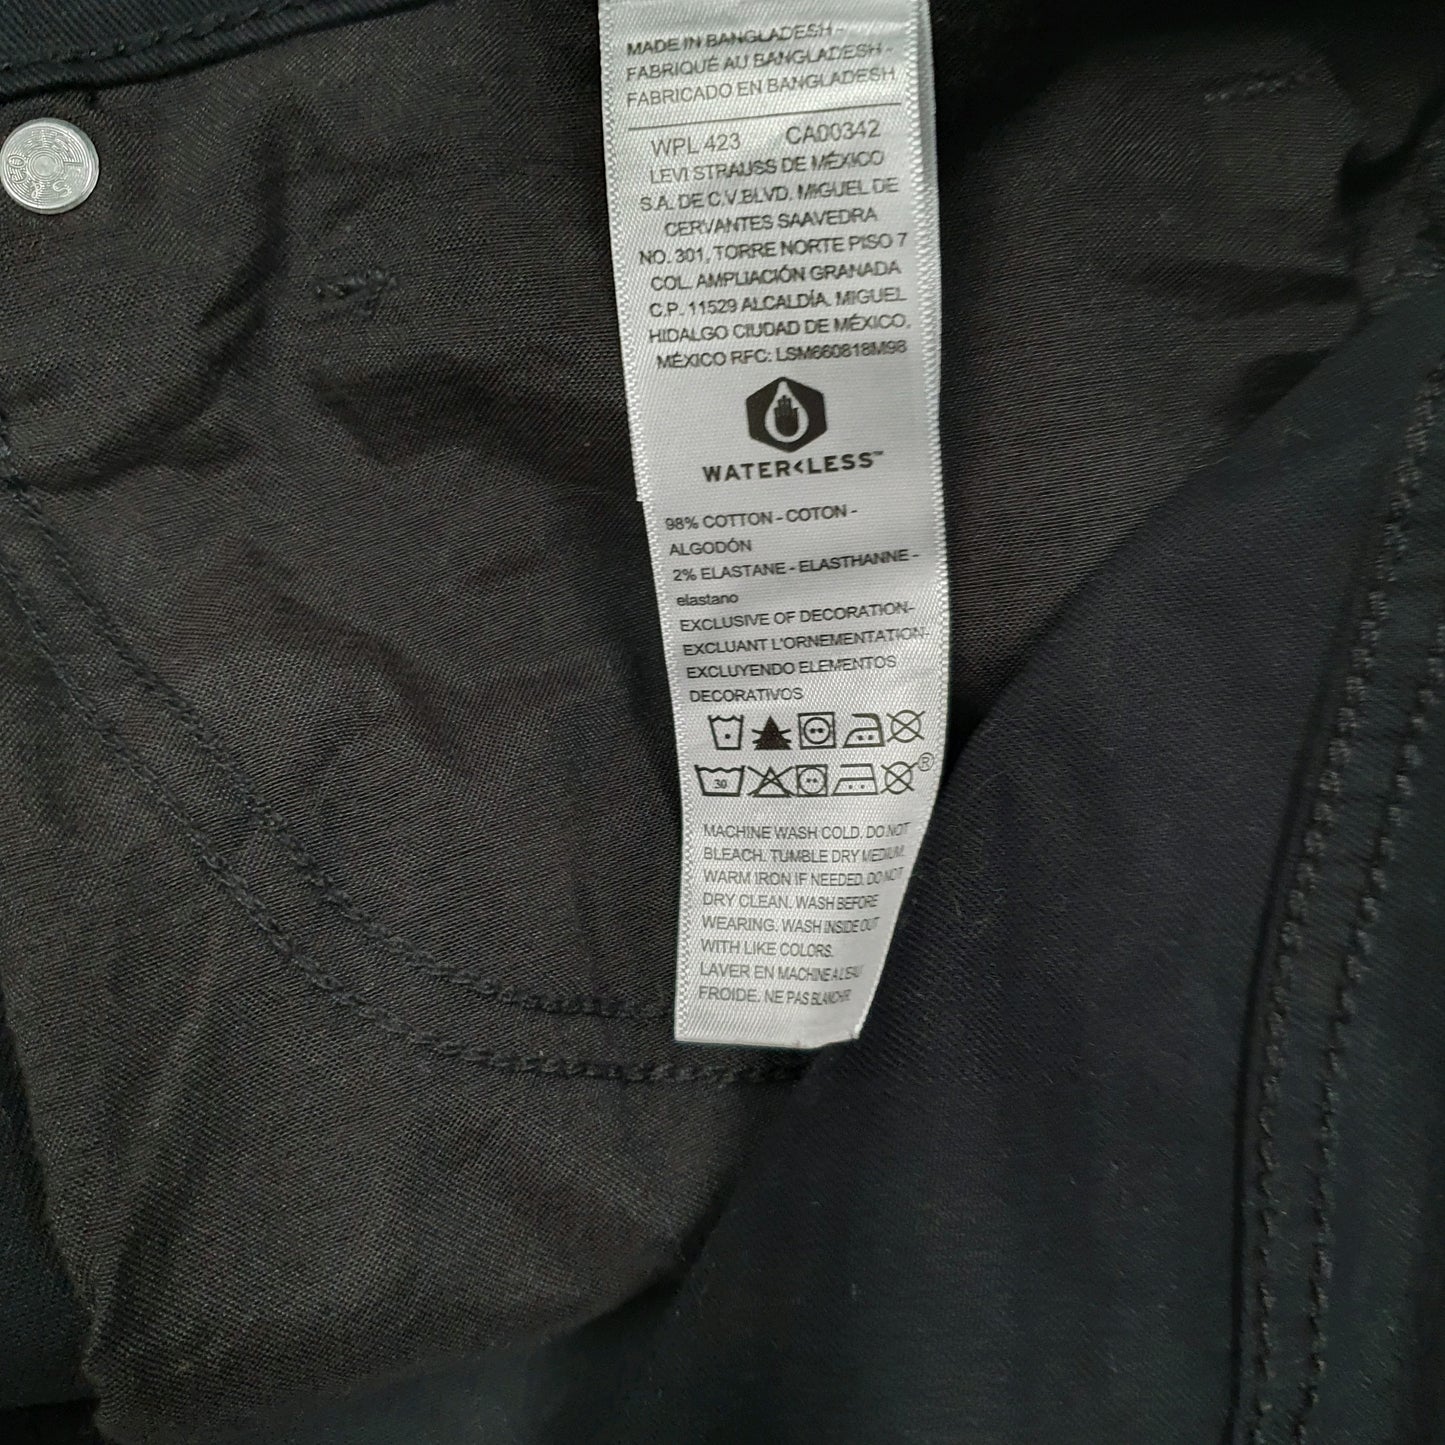 MADE IN BANGLADESH -
FABRIQUÉ AU BANGLADESH -
FABRICADO EN BANGLADESH
WPL 423 CA00342
LEVI STRAUSS DE MÉXICO
S.A. DE C.V.BLVD. MIGUEL DE
CERVANTES SAAVEDRA
NO. 301, TORRE NORTE PISO 7
COL. AMPLIACIÓN GRANADA
C.P. 11529 ALCALDÍA. MIGUEL
HIDALGO CIUDAD DE MÉXICO,
MÉXICO RFC: LSM660818M98
WATER<LESS™
98% COTTON - COTON -
ALGODÓN
2% ELASTANE - ELASTHANNE -
elastano
EXCLUSIVE OF DECORATION-
EXCLUANT L'ORNEMENTATION-
EXCLUYENDO ELEMENTOS
DECORATIVOS
®
30
MACHINE WASH COLD. DO NOT
BLEACH. TUMBLE DRY MEDIUM.
WARM IRON IF NEEDED. DO NOT
DRY CLEAN. WASH BEFORE
WEARING. WASH INSIDE OUT
WITH LIKE COLORS.
LAVER EN MACHINE A L'EAU
FROIDE. NE PAS BLANCHIR